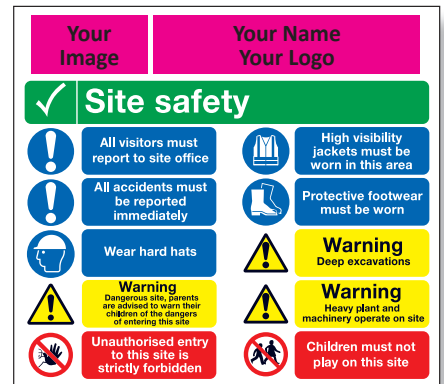 Your
Image
Your Name
Your Logo
Site safety
All visitors must
report to site office
High visibility
jackets must be
worn in this area
All accidents must
be reported
immediately
Protective footwear
must be worn
Wear hard hats
Warning
Deep excavations
Warning
Dangerous site, parents
are advised to warn their
children of the dangers
of entering this site
Warning
Heavy plant and
machinery operate on site
Unauthorised entry
to this site is
strictly forbidden
Children must not
play on this site